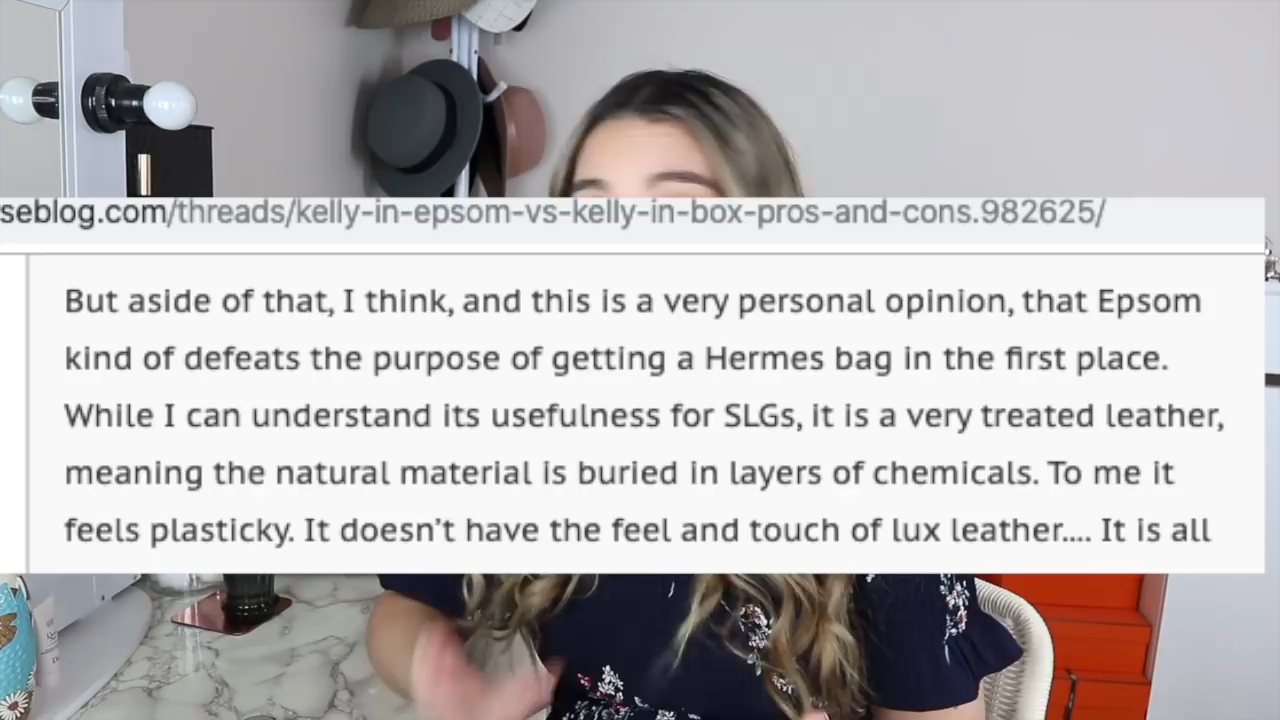 seblog.com/threads/kelly-in-epsom-vs-kelly-in-box-pros-and-cons.982625/
But aside of that, I think, and this is a very personal opinion, that Epsom
kind of defeats the purpose of getting a Hermes bag in the first place.
While I can understand its usefulness for SLGs, it is a very treated leather,
meaning the natural material is buried in layers of chemicals. To me it
feels plasticky. It doesn't have the feel and touch of lux leather.... It is all